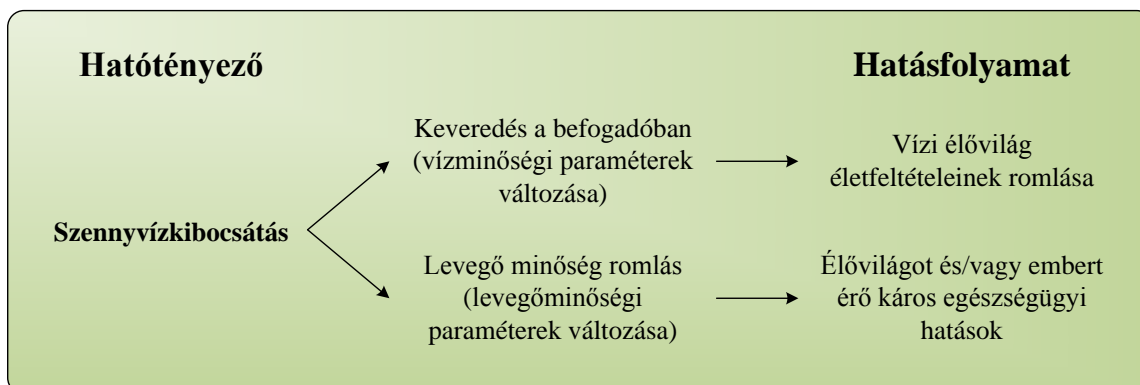 Hatótényező
Hatásfolyamat
Keveredés a befogadóban
(vízminőségi paraméterek
változása)
Vízi élővilág
életfeltételeinek romlása
Szennyvízkibocsátás
Levegő minőség romlás
(levegőminőségi
paraméterek változása)
Élővilágot és/vagy embert
érő káros egészségügyi
hatások